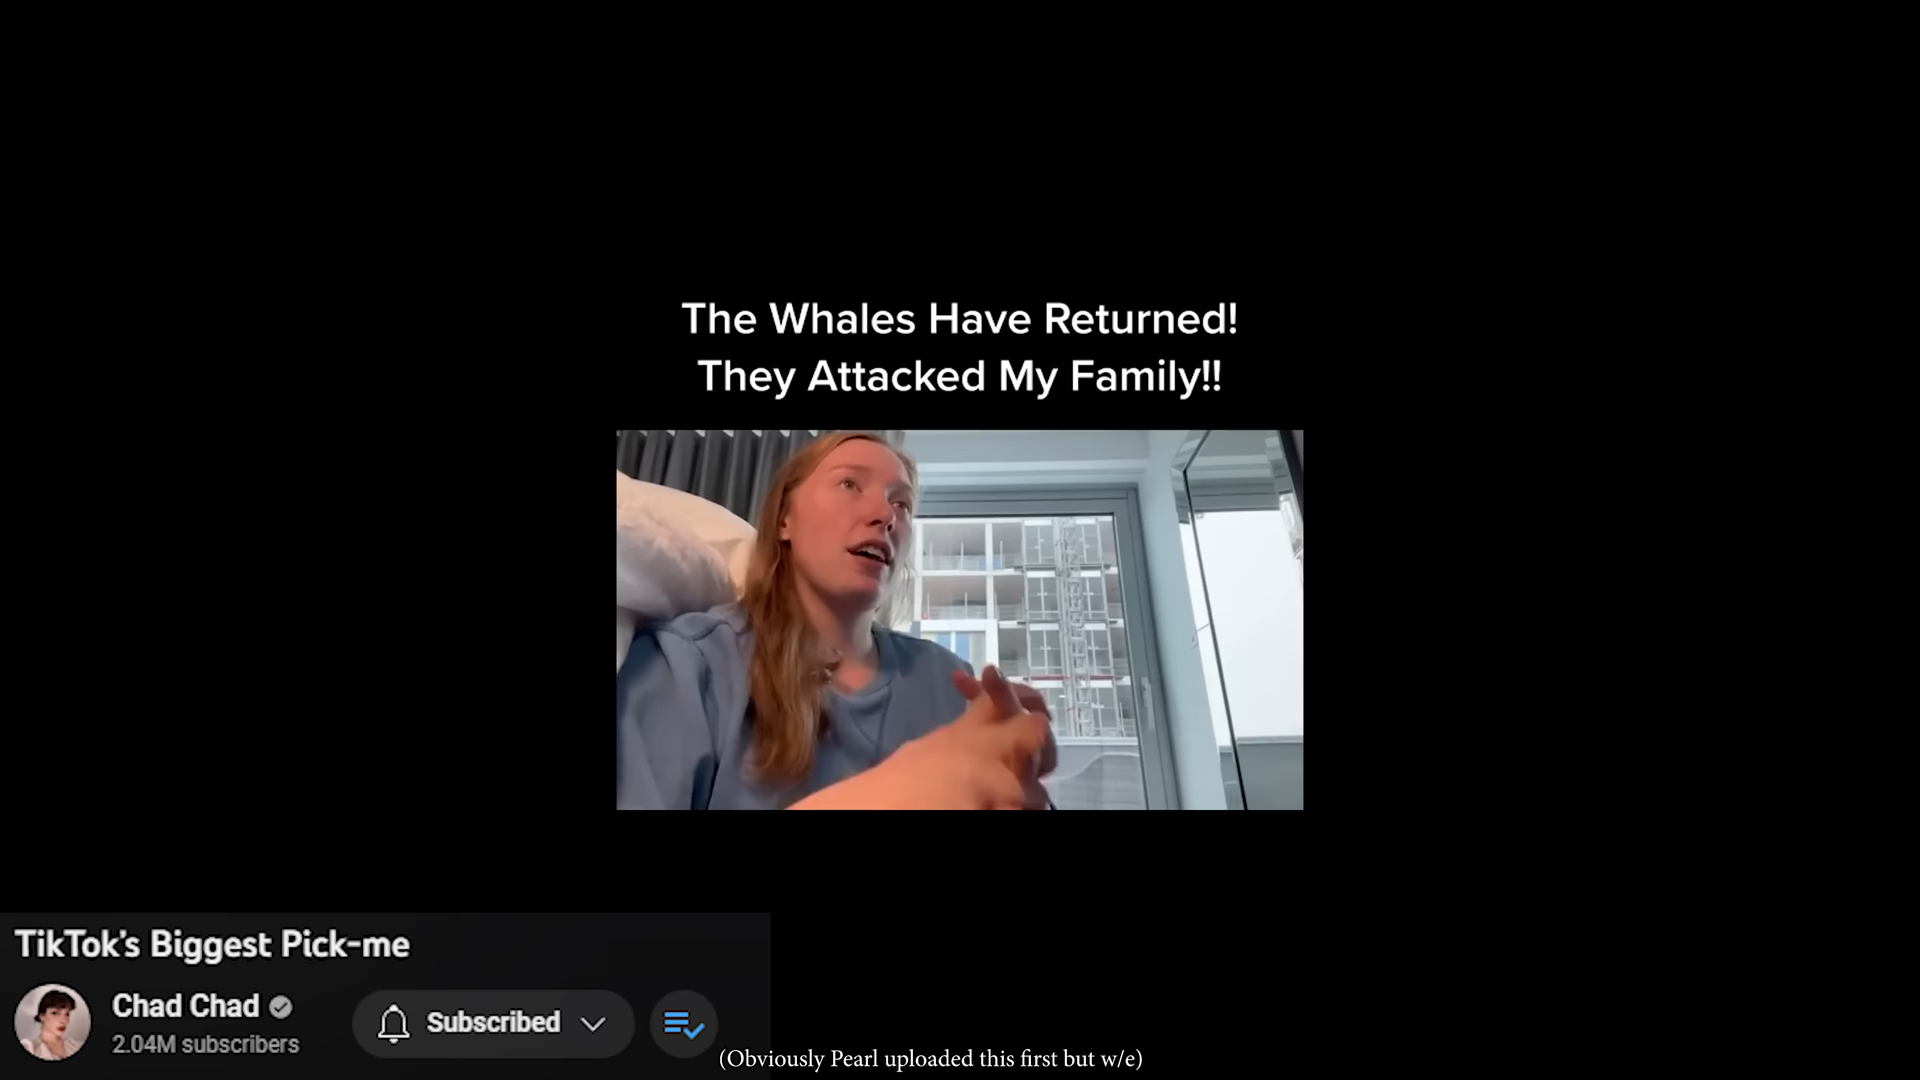 The Whales Have Returned!
They Attacked My Family!!
TikTok's Biggest Pick-me
Chad Chad
2.04M subscribers
Subscribed
(Obviously Pearl uploaded this first but w/e)